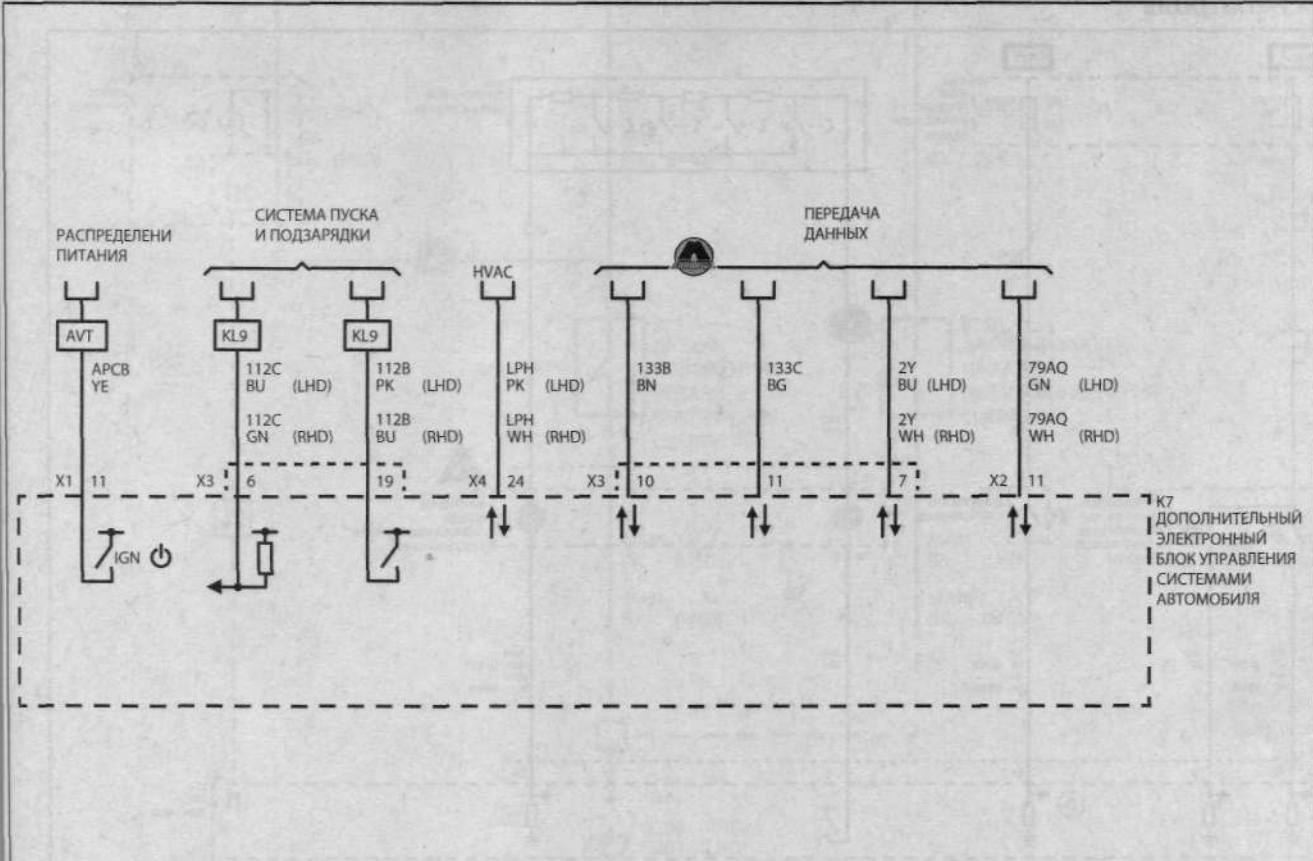 РАСПРЕДЕЛЕНИ
ПИТАНИЯ
СИСТЕМА ПУСКА
И ПОДЗАРЯДКИ
HVAC
ПЕРЕДАЧА
ДАННЫХ
AVT
KL9
KL9
APCB
YE
112C
BU (LHD)
112C
GN (RHD)
112B
PK (LHD)
112B
BU (RHD)
LPH
PK (LHD)
LPH
WH (RHD)
133B
BN
133C
BG
2Y
BU (LHD)
2Y
WH (RHD)
79AQ
GN (LHD)
79AQ
WH (RHD)
X1 11
X3 6
19
X4 24
X3 10
11
7
X2 11
IGN
K7
ДОПОЛНИТЕЛЬНЫЙ
ЭЛЕКТРОННЫЙ
БЛОК УПРАВЛЕНИЯ
СИСТЕМАМИ
АВТОМОБИЛЯ